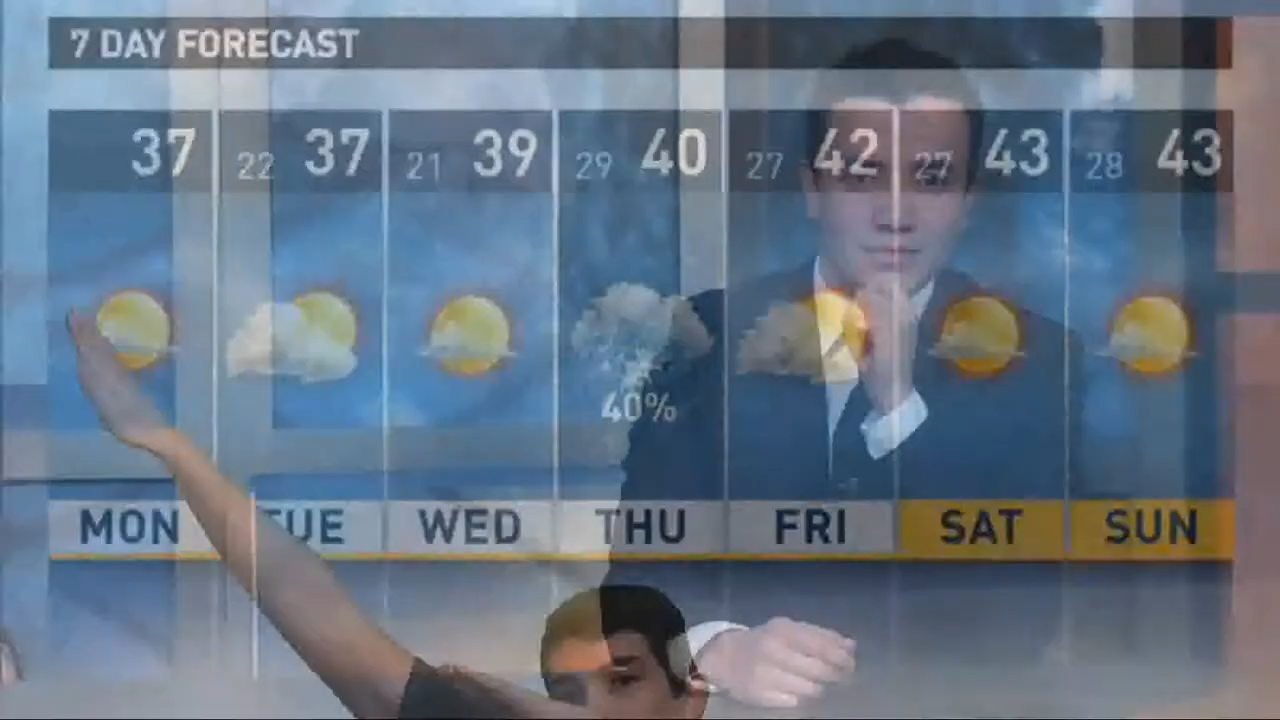 7 DAY FORECAST
37 22 37 21 39 29 40 27 42 27 43 28 43
40%
MON TUE WED THU FRI SAT SUN